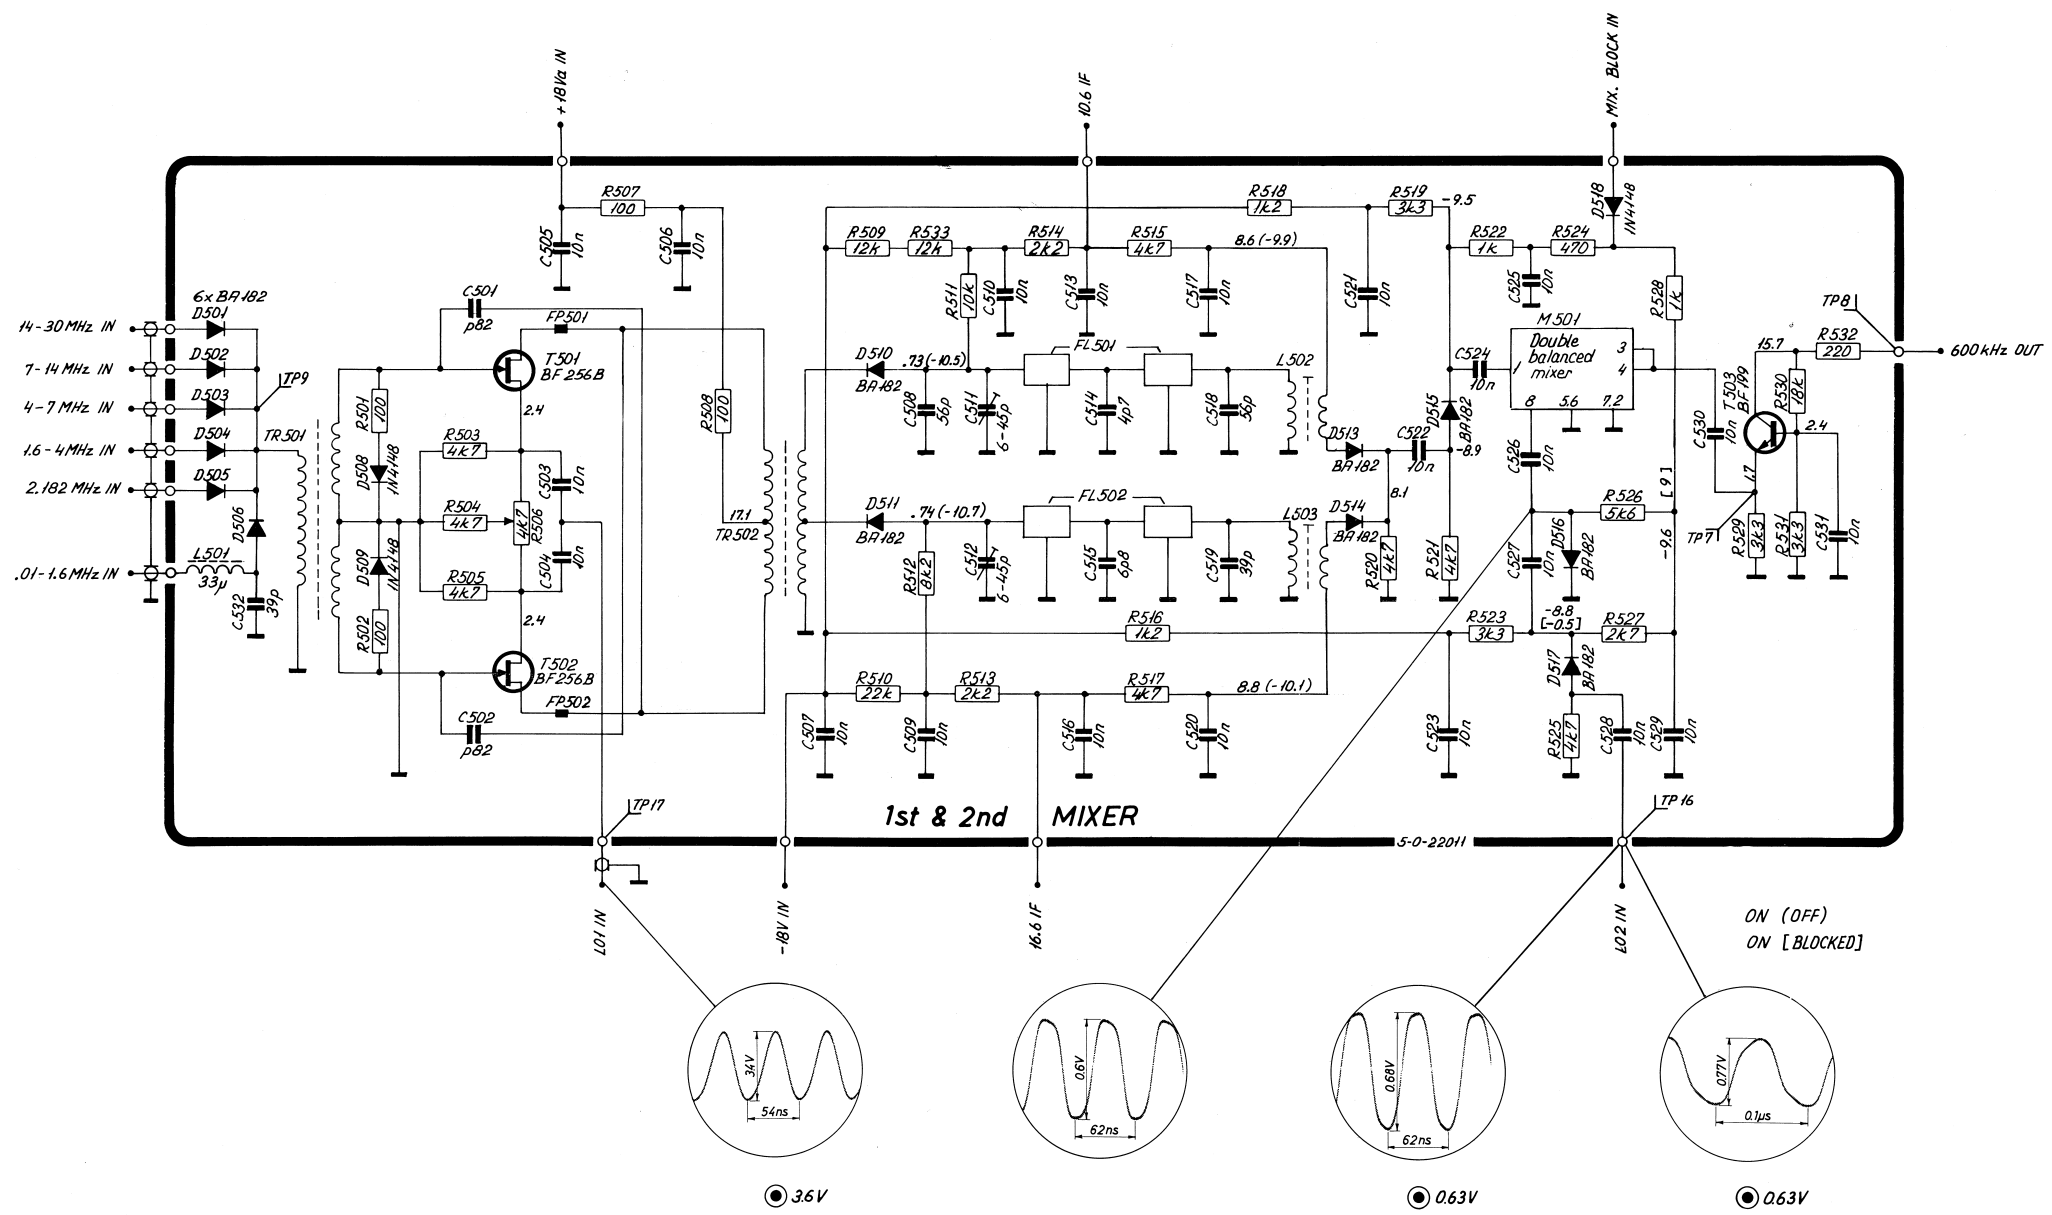 +18Va IN
10.6 IF
MIX. BLOCK IN
R507
100
C505
10n
C506
10n
R518
1k2
R519
3k3
-9.5
D518
1N4148
R509
12k
R533
12k
R514
2k2
R515
4k7
8.6 (-9.9)
R522
1k
R524
470
R511
10k
C510
10n
C513
10n
C517
10n
C521
10n
C525
10n
R528
1k
6x BA182
D501
14-30 MHz IN
D502
7-14 MHz IN
D503
4-7 MHz IN
D504
1.6-4 MHz IN
D505
2.182 MHz IN
D506
L501
33µ
.01-1.6 MHz IN
C532
39p
TP9
TR501
C501
p82
FP501
T501
BF256B
2.4
R501
100
D508
1N4148
R503
4k7
C503
10n
R504
4k7
4k7
R506
D509
1N4148
R505
4k7
C504
10n
R502
100
2.4
T502
BF256B
FP502
C502
p82
R508
100
17.1
TR502
D510
BA182
.73 (-10.5)
C508
56p
C511
6-45p
FL501
C514
4p7
C518
56p
L502
D513
BA182
C522
10n
-8.9
D515
BA182
C524
10n
M501
Double
balanced
mixer
1
3
4
8
5.6
7.2
TP8
15.7
R532
220
600 kHz OUT
T503
BF199
R530
18k
2.4
C530
10n
1.7
TP7
R529
3k3
R531
3k3
C531
10n
D511
BA182
.74 (-10.7)
R512
8k2
C512
6-45p
FL502
C515
6p8
C519
39p
L503
D514
BA182
8.1
R520
4k7
R521
4k7
C526
10n
R526
5k6
[9]
-9.6
C527
10n
D516
BA182
R516
1k2
R523
3k3
-8.8
[-0.5]
R527
2k7
D517
BA182
R510
22k
R513
2k2
R517
4k7
8.8 (-10.1)
C507
10n
C509
10n
C516
10n
C520
10n
C523
10n
R525
4k7
C528
10n
C529
10n
1st & 2nd MIXER
5-0-22011
TP17
TP16
LO1 IN
-18V IN
16.6 IF
LO2 IN
ON (OFF)
ON [BLOCKED]
3.4V
54ns
0.6V
62ns
0.68V
62ns
0.77V
0.1µs
3.6V
0.63V
0.63V